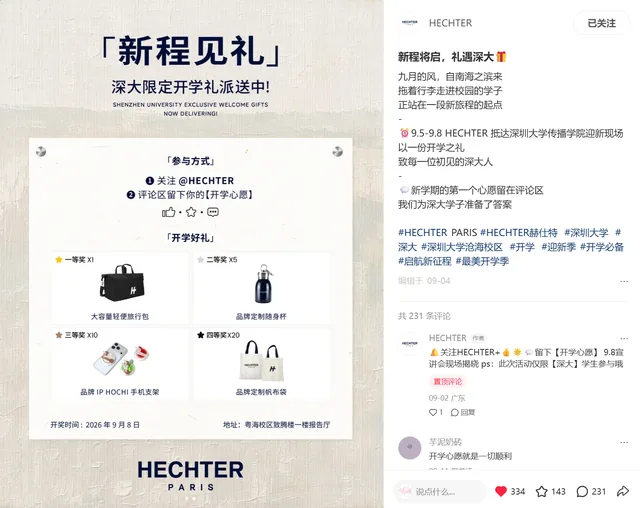 「新程见礼」
深大限定开学礼派送中!
SHENZHEN UNIVERSITY EXCLUSIVE WELCOME GIFTS
NOW DELIVERING!
「参与方式」
❶ 关注 @HECHTER
❷ 评论区留下你的【开学心愿】
「开学好礼」
一等奖 X1
大容量轻便旅行包
二等奖 X5
品牌定制随身杯
三等奖 X10
品牌 IP HOCHI 手机支架
四等奖X20
品牌定制帆布袋
开奖时间：2026 年 9 月 8 日
地址：粤海校区致腾楼一楼报告厅
HECHTER
PARIS
HECHTER
已关注
新程将启，礼遇深大🎁
九月的风，自南海之滨来
拖着行李走进校园的学子
正站在一段新旅程的起点
-
⏰ 9.5-9.8 HECHTER 抵达深圳大学传播学院迎新现场
以一份开学之礼
致每一位初见的深大人
-
💬 新学期的第一个心愿留在评论区
我们为深大学子准备了答案
#HECHTER PARIS #HECHTER赫仕特 #深圳大学 #
深大 #深圳大学沧海校区 #开学 #迎新季 #开学必备
#启航新征程 #最美开学季
编辑于 09-04
共 231 条评论
HECHTER 作者
🔔关注HECHTER+👍🌟💬留下【开学心愿】 9.8宣
讲会现场揭晓 ps：此次活动仅限【深大】学生参与哦
置顶评论
09-02 广东
1 回复
芋泥奶砖
开学心愿就是一切顺利
说点什么...
334
143
231